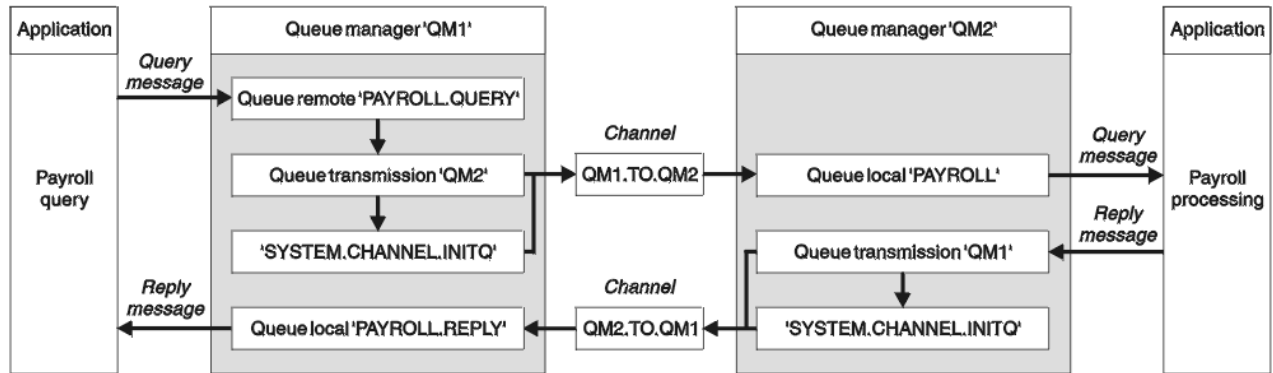 Application
Queue manager 'QM1'
Queue manager 'QM2'
Application
Query
message
Queue remote 'PAYROLL.QUERY'
Channel
Query
message
Payroll
query
Queue transmission 'QM2'
QM1.TO.QM2
Queue local 'PAYROLL'
Payroll
processing
Reply
message
'SYSTEM.CHANNEL.INITQ'
Queue transmission 'QM1'
Reply
message
Channel
Queue local 'PAYROLL.REPLY'
QM2.TO.QM1
'SYSTEM.CHANNEL.INITQ'